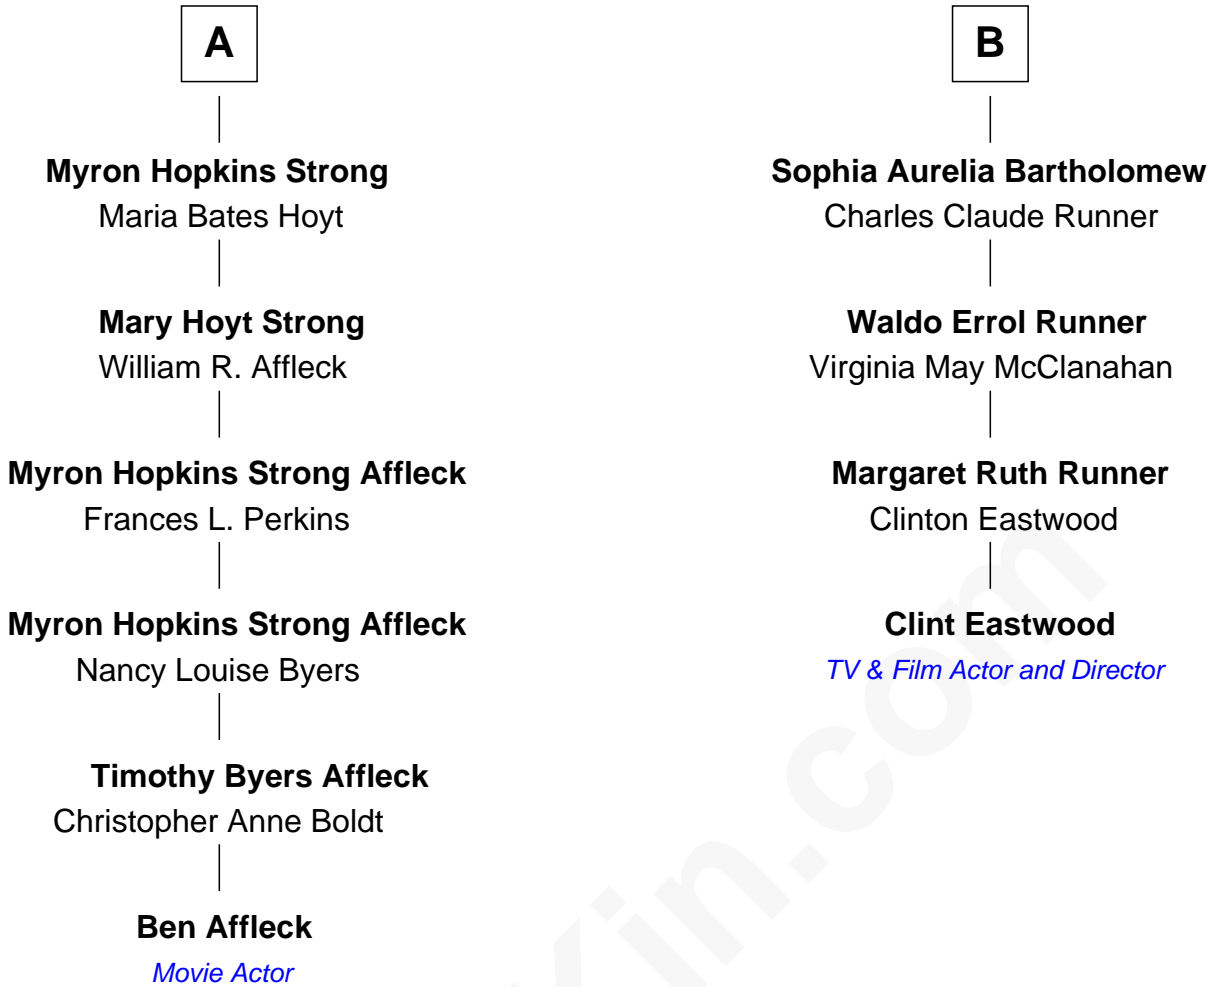 A
Myron Hopkins Strong
Maria Bates Hoyt
Mary Hoyt Strong
William R. Affleck
Myron Hopkins Strong Affleck
Frances L. Perkins
Myron Hopkins Strong Affleck
Nancy Louise Byers
Timothy Byers Affleck
Christopher Anne Boldt
Ben Affleck
Movie Actor
B
Sophia Aurelia Bartholomew
Charles Claude Runner
Waldo Errol Runner
Virginia May McClanahan
Margaret Ruth Runner
Clinton Eastwood
Clint Eastwood
TV & Film Actor and Director